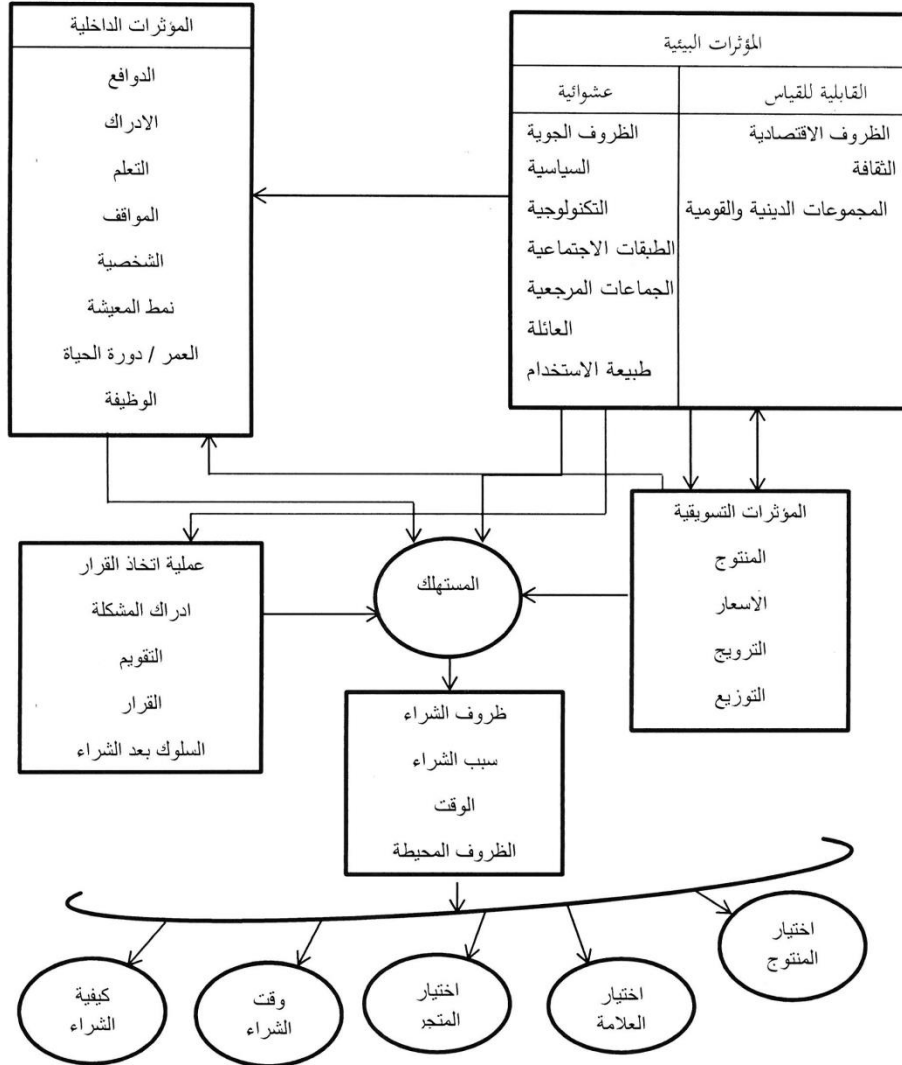 المؤثرات البيئية
القابلية للقياس
الظروف الاقتصادية
الثقافة
المجموعات الدينية والقومية
عشوائية
الظروف الجوية
السياسية
التكنولوجية
الطبقات الاجتماعية
الجماعات المرجعية
العائلة
طبيعة الاستخدام
المؤثرات الداخلية
الدوافع
الادراك
التعلم
المواقف
الشخصية
نمط المعيشة
العمر / دورة الحياة
الوظيفة
المؤثرات التسويقية
المنتوج
الاسعار
الترويج
التوزيع
المستهلك
عملية اتخاذ القرار
ادراك المشكلة
التقويم
القرار
السلوك بعد الشراء
ظروف الشراء
سبب الشراء
الوقت
الظروف المحيطة
اختيار
المنتوج
اختيار
العلامة
اختيار
المتجر
وقت
الشراء
كيفية
الشراء